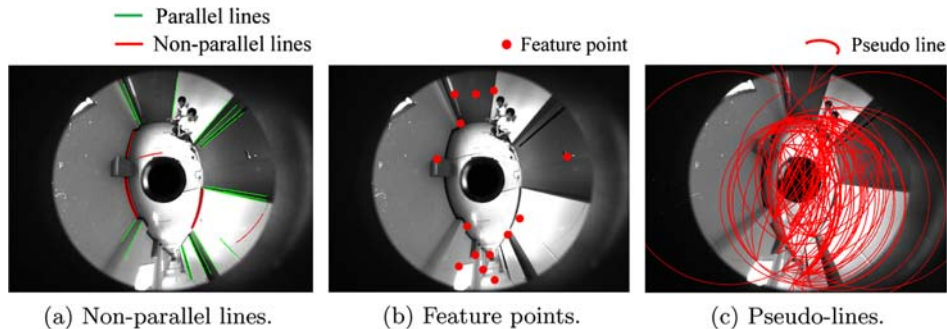 Parallel lines
Non-parallel lines
Feature point
Pseudo line
(a) Non-parallel lines.
(b) Feature points.
(c) Pseudo-lines.